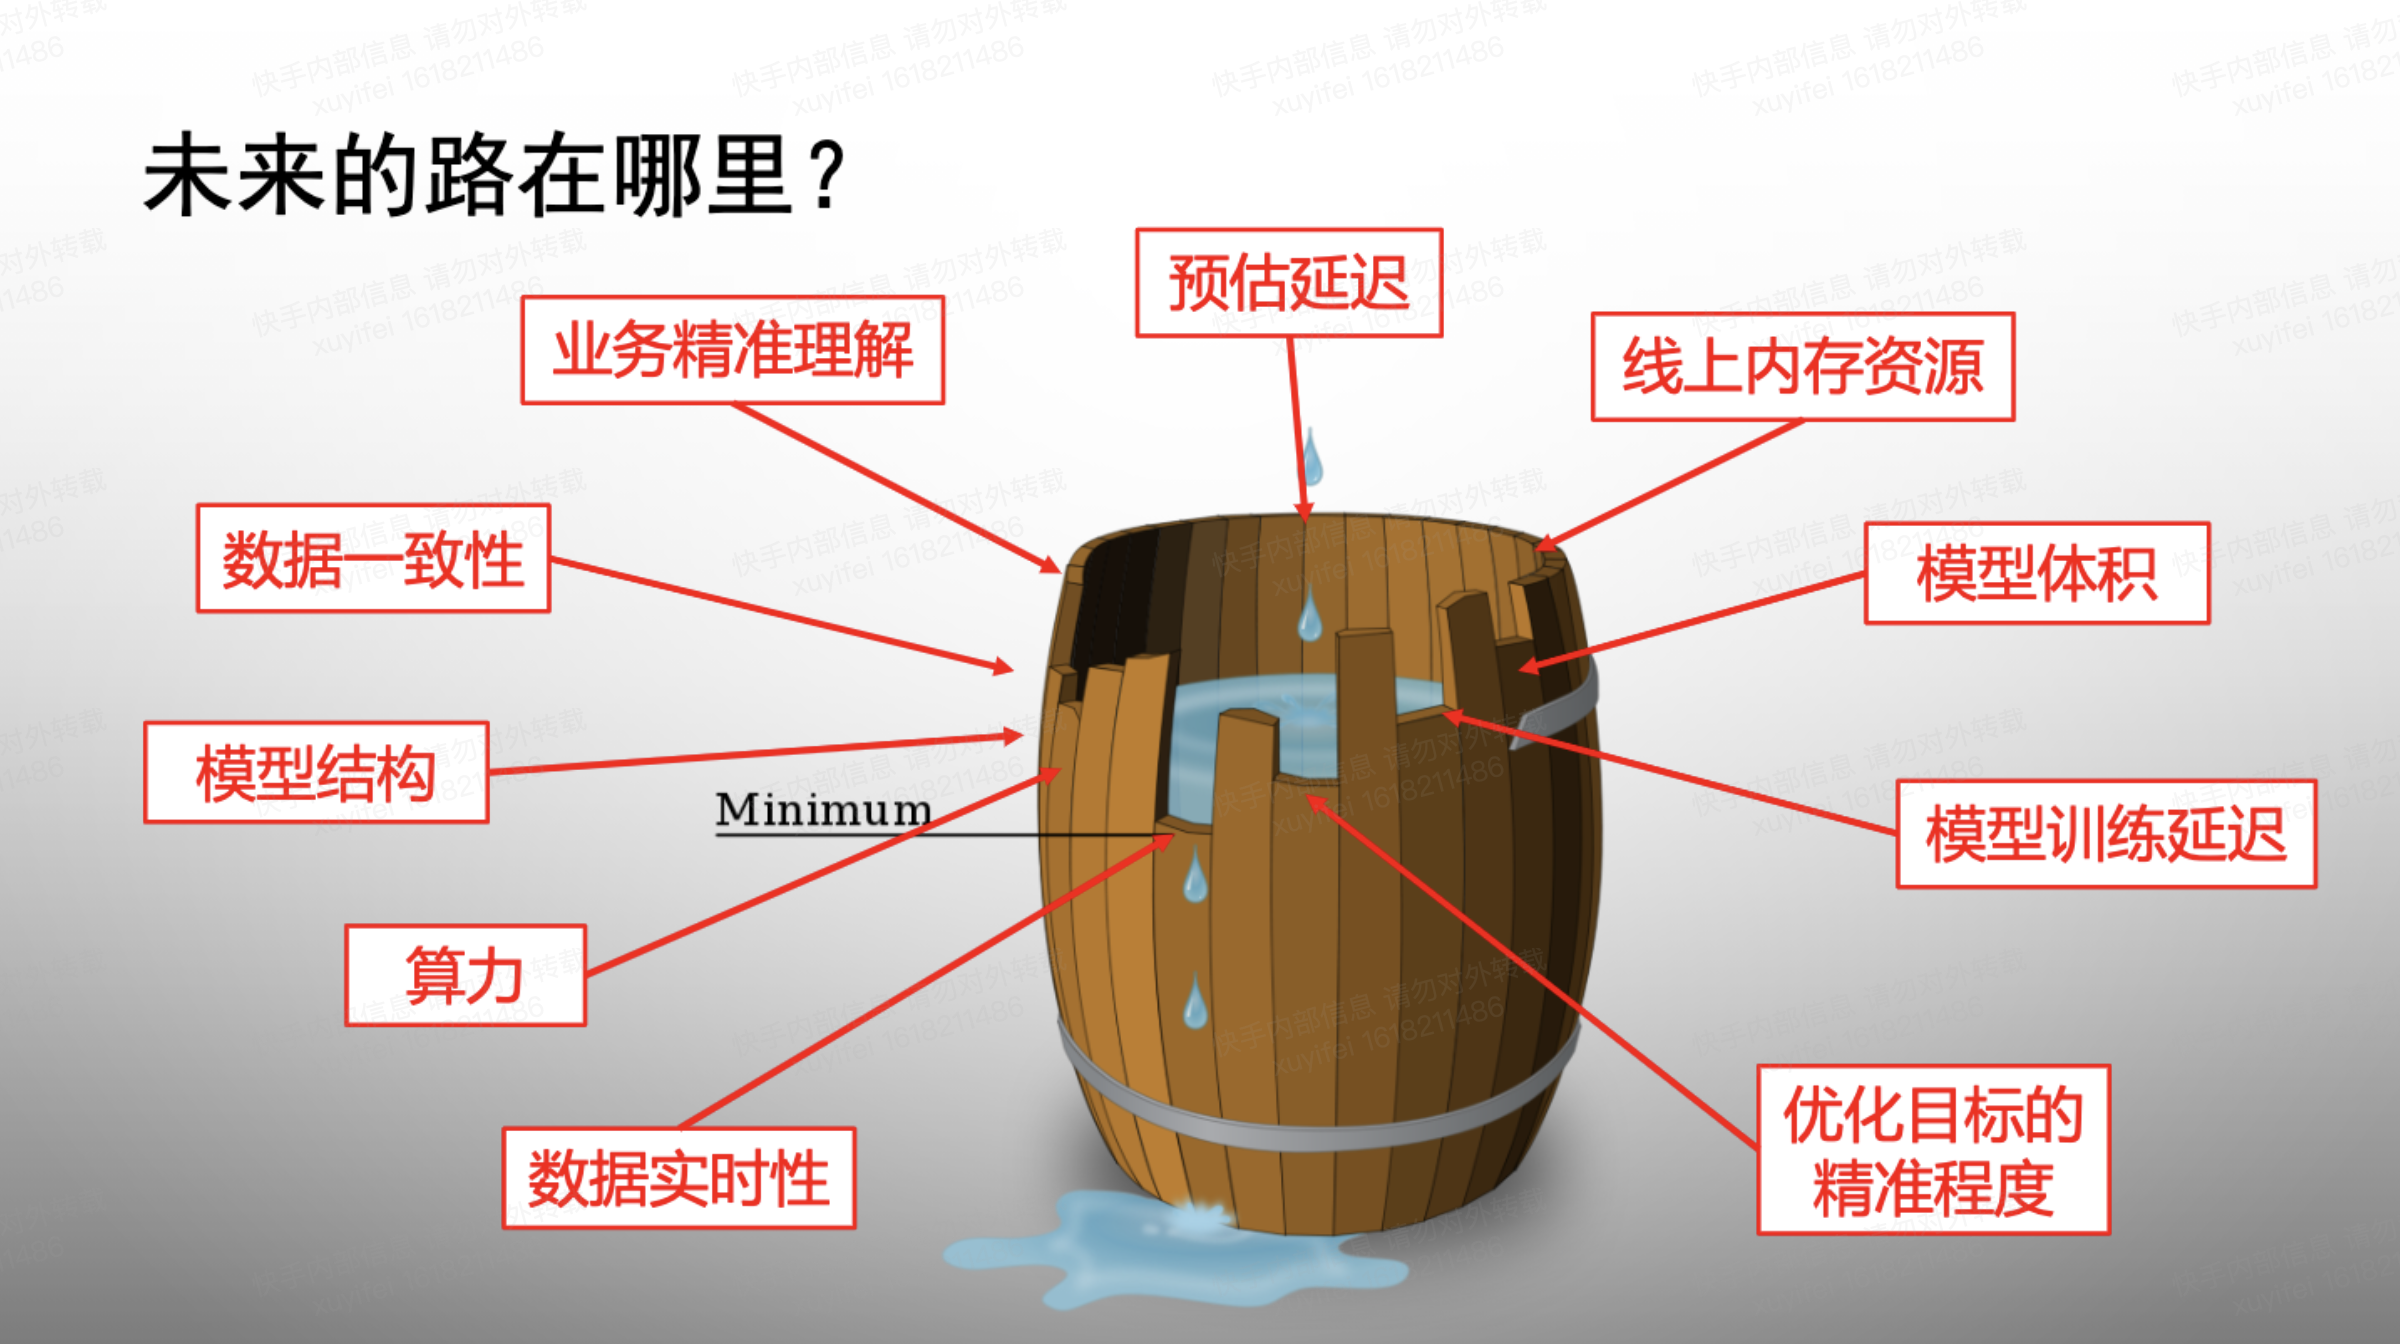 快手内部信息 请勿对外转载
xuyifei 1618211486
未来的路在哪里？
预估延迟
业务精准理解
线上内存资源
数据一致性
模型体积
模型结构
Minimum
模型训练延迟
算力
优化目标的
精准程度
数据实时性